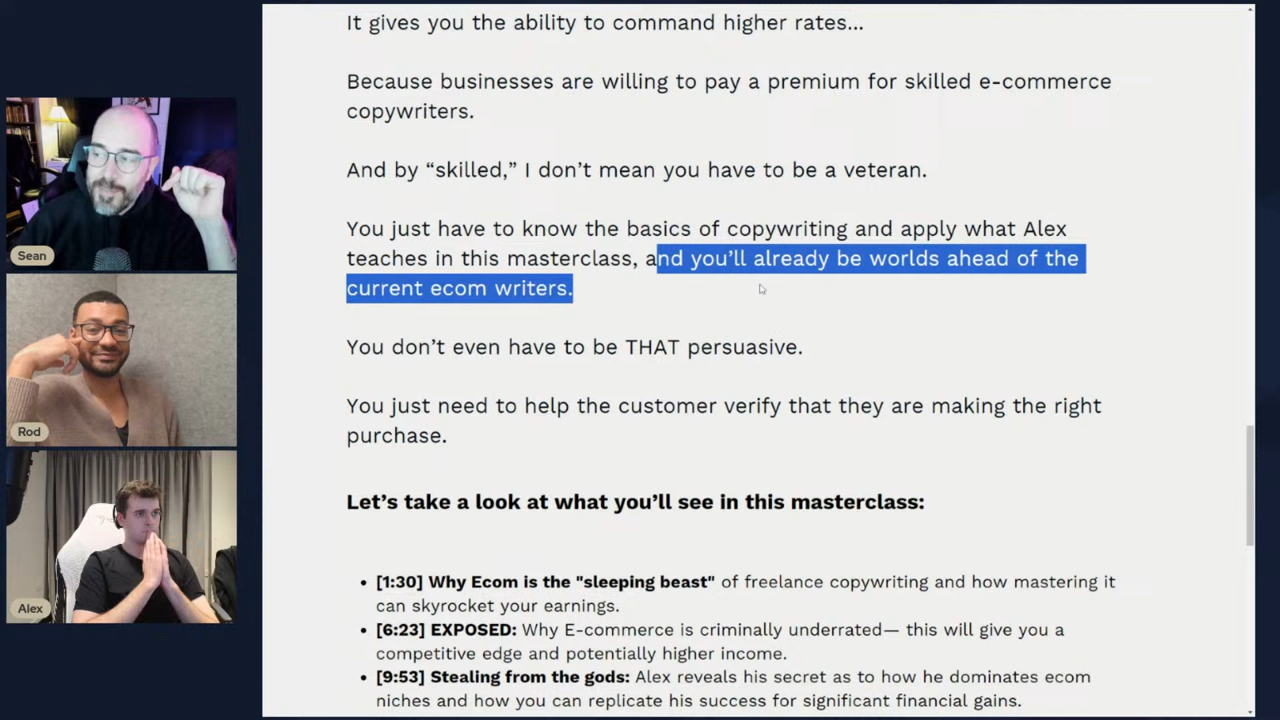 It gives you the ability to command higher rates...
Because businesses are willing to pay a premium for skilled e-commerce
copywriters.
And by “skilled,” I don’t mean you have to be a veteran.
You just have to know the basics of copywriting and apply what Alex
teaches in this masterclass, and you’ll already be worlds ahead of the
current ecom writers.
You don’t even have to be THAT persuasive.
You just need to help the customer verify that they are making the right
purchase.
Let’s take a look at what you’ll see in this masterclass:
• [1:30] Why Ecom is the "sleeping beast" of freelance copywriting and how mastering it
can skyrocket your earnings.
• [6:23] EXPOSED: Why E-commerce is criminally underrated— this will give you a
competitive edge and potentially higher income.
• [9:53] Stealing from the gods: Alex reveals his secret as to how he dominates ecom
niches and how you can replicate his success for significant financial gains.
Sean
Rod
Alex